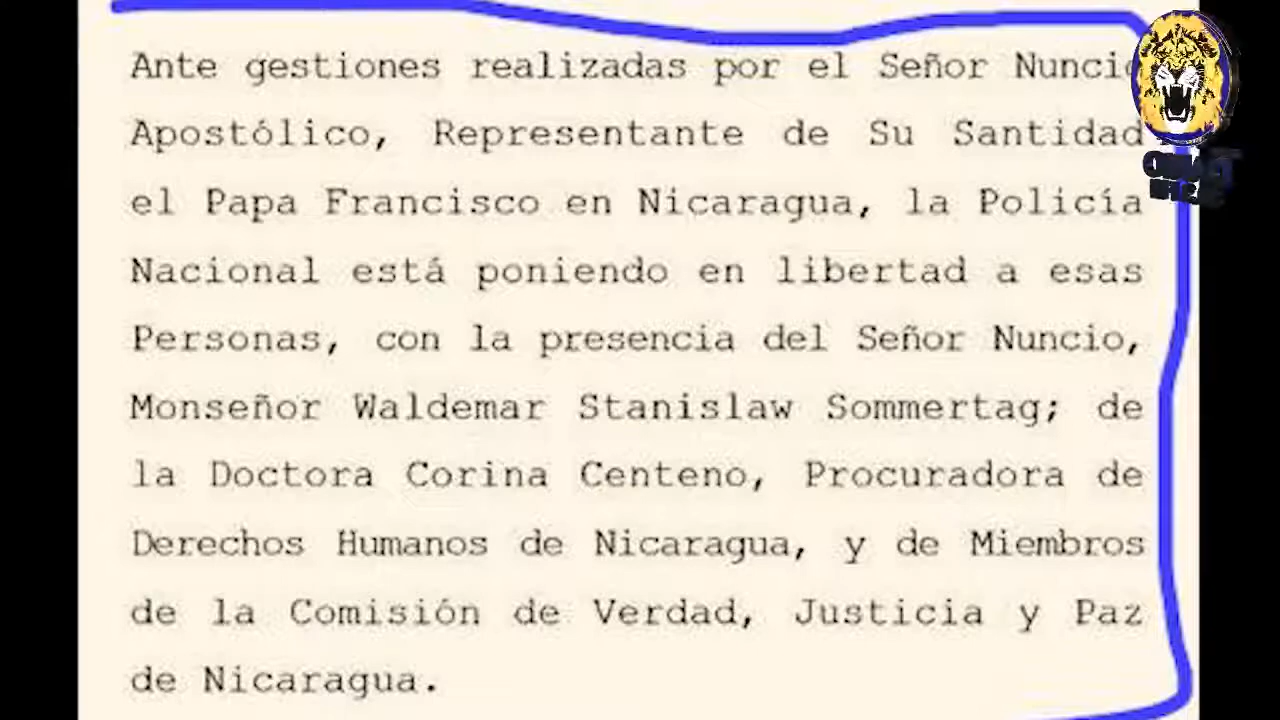 Ante gestiones realizadas por el Señor Nuncio
Apostólico, Representante de Su Santidad
el Papa Francisco en Nicaragua, la Policía
Nacional está poniendo en libertad a esas
Personas, con la presencia del Señor Nuncio,
Monseñor Waldemar Stanislaw Sommertag; de
la Doctora Corina Centeno, Procuradora de
Derechos Humanos de Nicaragua, y de Miembros
de la Comisión de Verdad, Justicia y Paz
de Nicaragua.